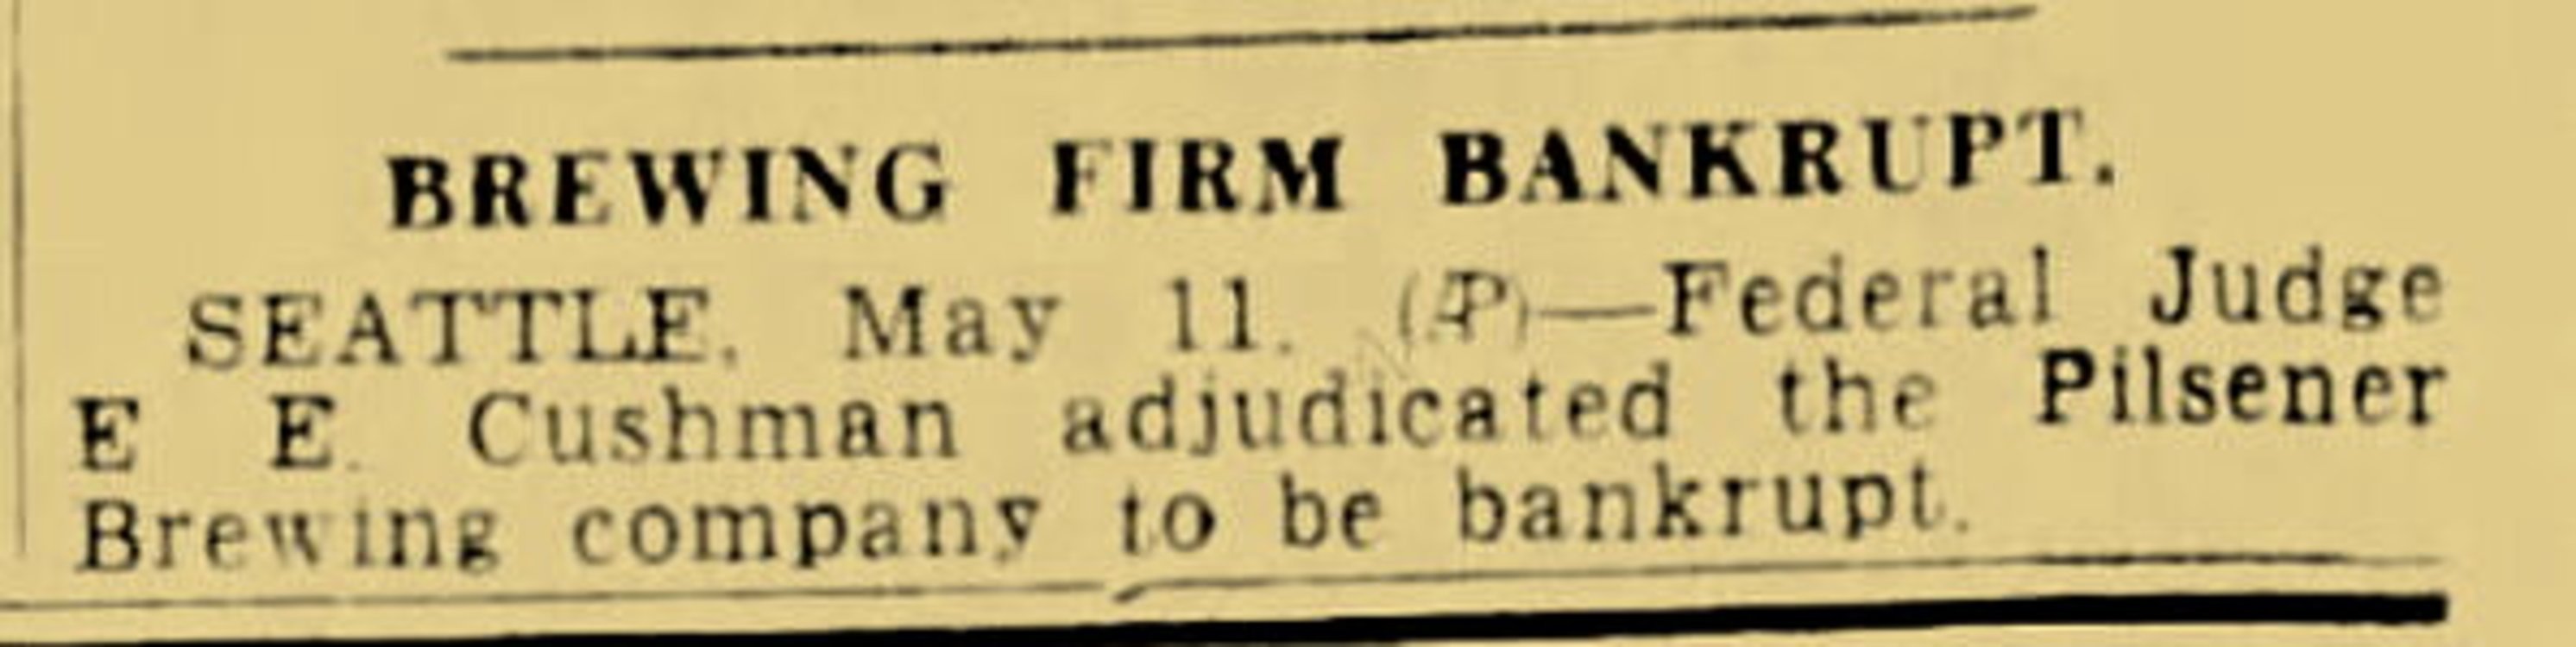 BREWING FIRM BANKRUPT.
SEATTLE, May 11. (AP)—Federal Judge
E E. Cushman adjudicated the Pilsener
Brewing company to be bankrupt.